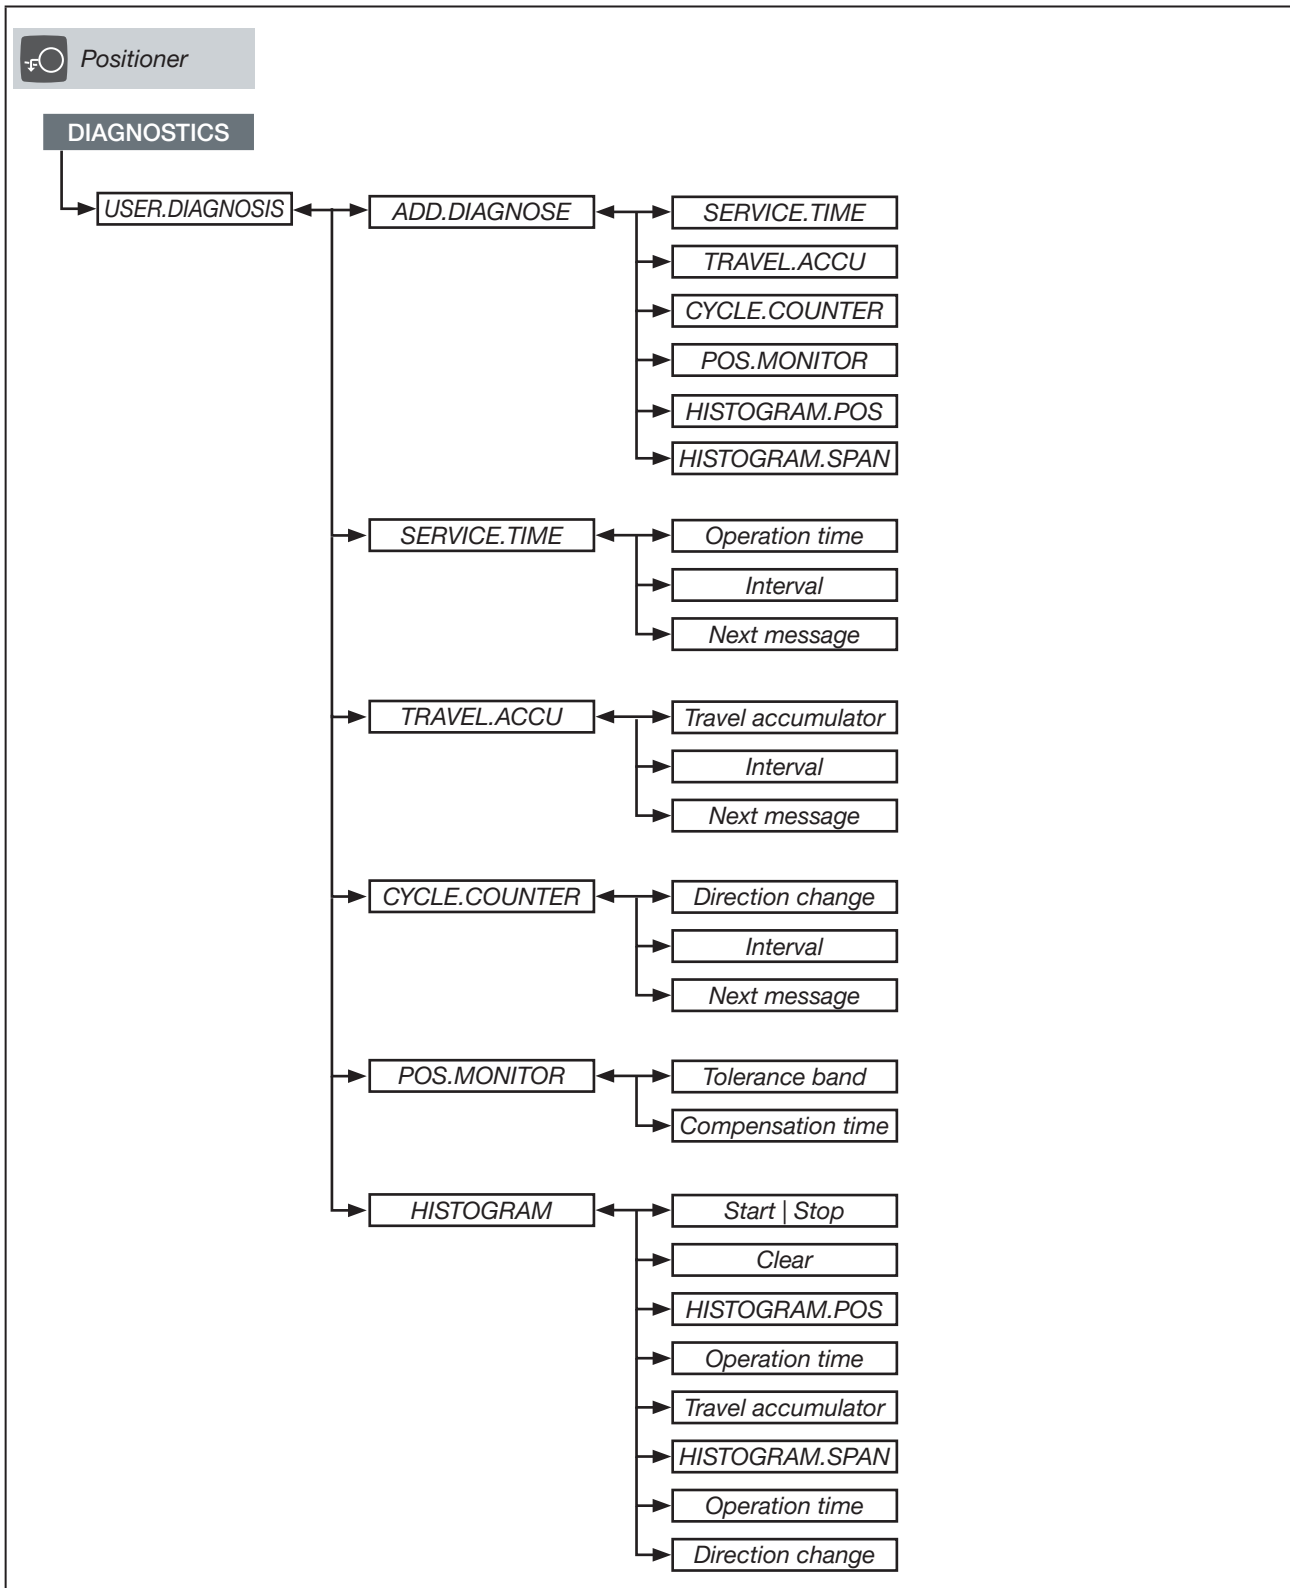 Positioner
DIAGNOSTICS
USER.DIAGNOSIS
ADD.DIAGNOSE
SERVICE.TIME
TRAVEL.ACCU
CYCLE.COUNTER
POS.MONITOR
HISTOGRAM.POS
HISTOGRAM.SPAN
SERVICE.TIME
Operation time
Interval
Next message
TRAVEL.ACCU
Travel accumulator
Interval
Next message
CYCLE.COUNTER
Direction change
Interval
Next message
POS.MONITOR
Tolerance band
Compensation time
HISTOGRAM
Start | Stop
Clear
HISTOGRAM.POS
Operation time
Travel accumulator
HISTOGRAM.SPAN
Operation time
Direction change